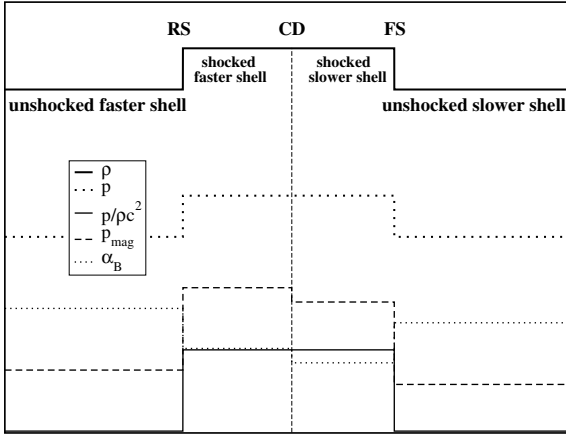 RS CD FS
shocked shocked
faster shell slower shell
unshocked faster shell unshocked slower shell
ρ
p
p/ρc²
p_mag
α_B